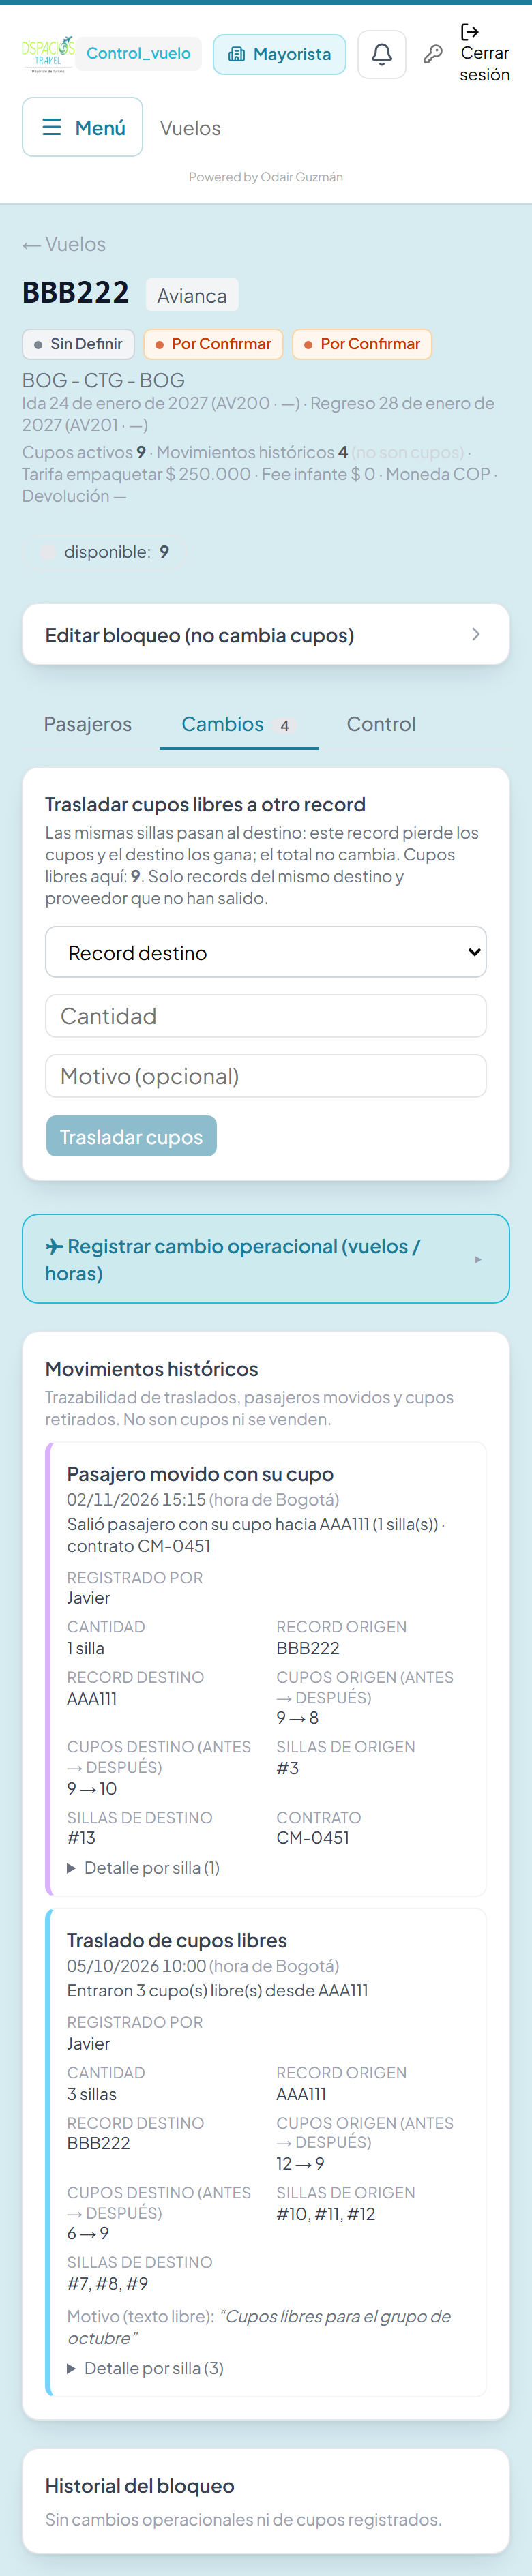 D'SPACIOS
TRAVEL
Control_vuelo
Mayorista
Cerrar
sesión
Menú
Vuelos
Powered by Odair Guzmán
← Vuelos
BBB222
Avianca
Sin Definir
Por Confirmar
Por Confirmar
BOG - CTG - BOG
Ida 24 de enero de 2027 (AV200 · —) · Regreso 28 de enero de
2027 (AV201 · —)
Cupos activos 9 · Movimientos históricos 4 (no son cupos) ·
Tarifa empaquetar $ 250.000 · Fee infante $ 0 · Moneda COP ·
Devolución —
disponible: 9
Editar bloqueo (no cambia cupos)
Pasajeros
Cambios 4
Control
Trasladar cupos libres a otro record
Las mismas sillas pasan al destino: este record pierde los
cupos y el destino los gana; el total no cambia. Cupos
libres aquí: 9. Solo records del mismo destino y
proveedor que no han salido.
Record destino
Cantidad
Motivo (opcional)
Trasladar cupos
✈ Registrar cambio operacional (vuelos /
horas)
Movimientos históricos
Trazabilidad de traslados, pasajeros movidos y cupos
retirados. No son cupos ni se venden.
Pasajero movido con su cupo
02/11/2026 15:15 (hora de Bogotá)
Salió pasajero con su cupo hacia AAA111 (1 silla(s)) ·
contrato CM-0451
REGISTRADO POR
Javier
CANTIDAD
1 silla
RECORD ORIGEN
BBB222
RECORD DESTINO
AAA111
CUPOS ORIGEN (ANTES
→ DESPUÉS)
9 → 8
CUPOS DESTINO (ANTES
→ DESPUÉS)
9 → 10
SILLAS DE ORIGEN
#3
SILLAS DE DESTINO
#13
CONTRATO
CM-0451
Detalle por silla (1)
Traslado de cupos libres
05/10/2026 10:00 (hora de Bogotá)
Entraron 3 cupo(s) libre(s) desde AAA111
REGISTRADO POR
Javier
CANTIDAD
3 sillas
RECORD ORIGEN
AAA111
RECORD DESTINO
BBB222
CUPOS ORIGEN (ANTES
→ DESPUÉS)
12 → 9
CUPOS DESTINO (ANTES
→ DESPUÉS)
6 → 9
SILLAS DE ORIGEN
#10, #11, #12
SILLAS DE DESTINO
#7, #8, #9
Motivo (texto libre): “Cupos libres para el grupo de
octubre”
Detalle por silla (3)
Historial del bloqueo
Sin cambios operacionales ni de cupos registrados.